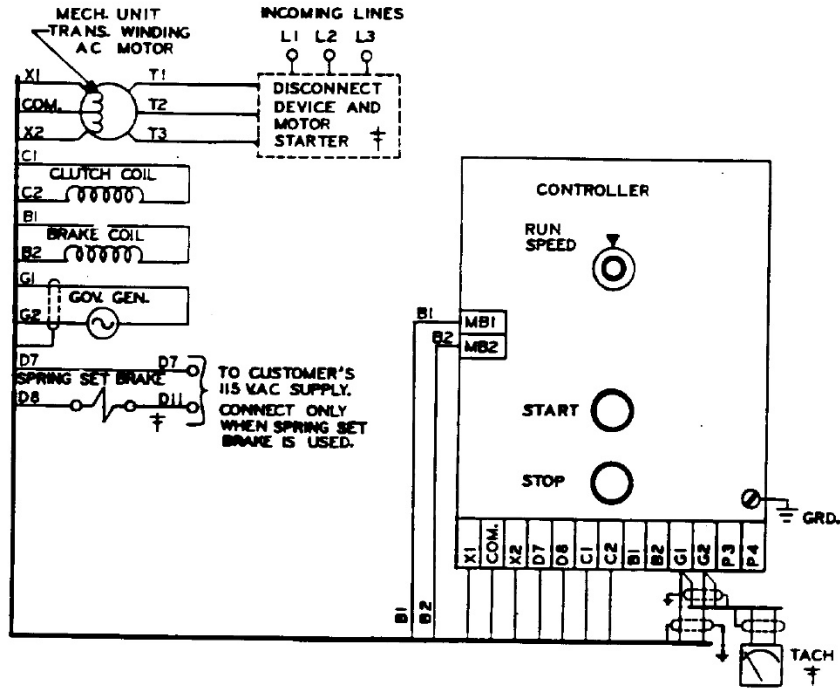 MECH. UNIT
TRANS. WINDING
AC MOTOR
INCOMING LINES
L1 L2 L3
X1
COM.
X2
T1
T2
T3
DISCONNECT
DEVICE AND
MOTOR
STARTER
C1
CLUTCH COIL
C2
B1
BRAKE COIL
B2
G1
GOV. GEN.
G2
D7 D7
SPRING SET BRAKE
D8 D11
TO CUSTOMER'S
115 VAC SUPPLY.
CONNECT ONLY
WHEN SPRING SET
BRAKE IS USED.
CONTROLLER
RUN
SPEED
B1 MB1
B2 MB2
START
STOP
GRD.
X1 COM. X2 D7 D8 C1 C2 B1 B2 G1 G2 P3 P4
B1 B2
TACH